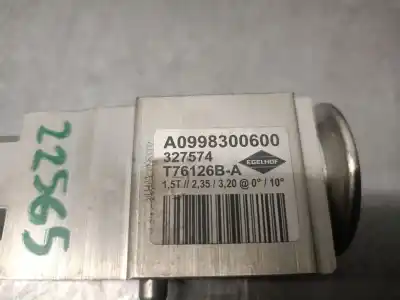 22565
A0998300600
327574
EGELHOF
T76126B-A
1,5T // 2,35 / 3,20 @ 0° / 10°